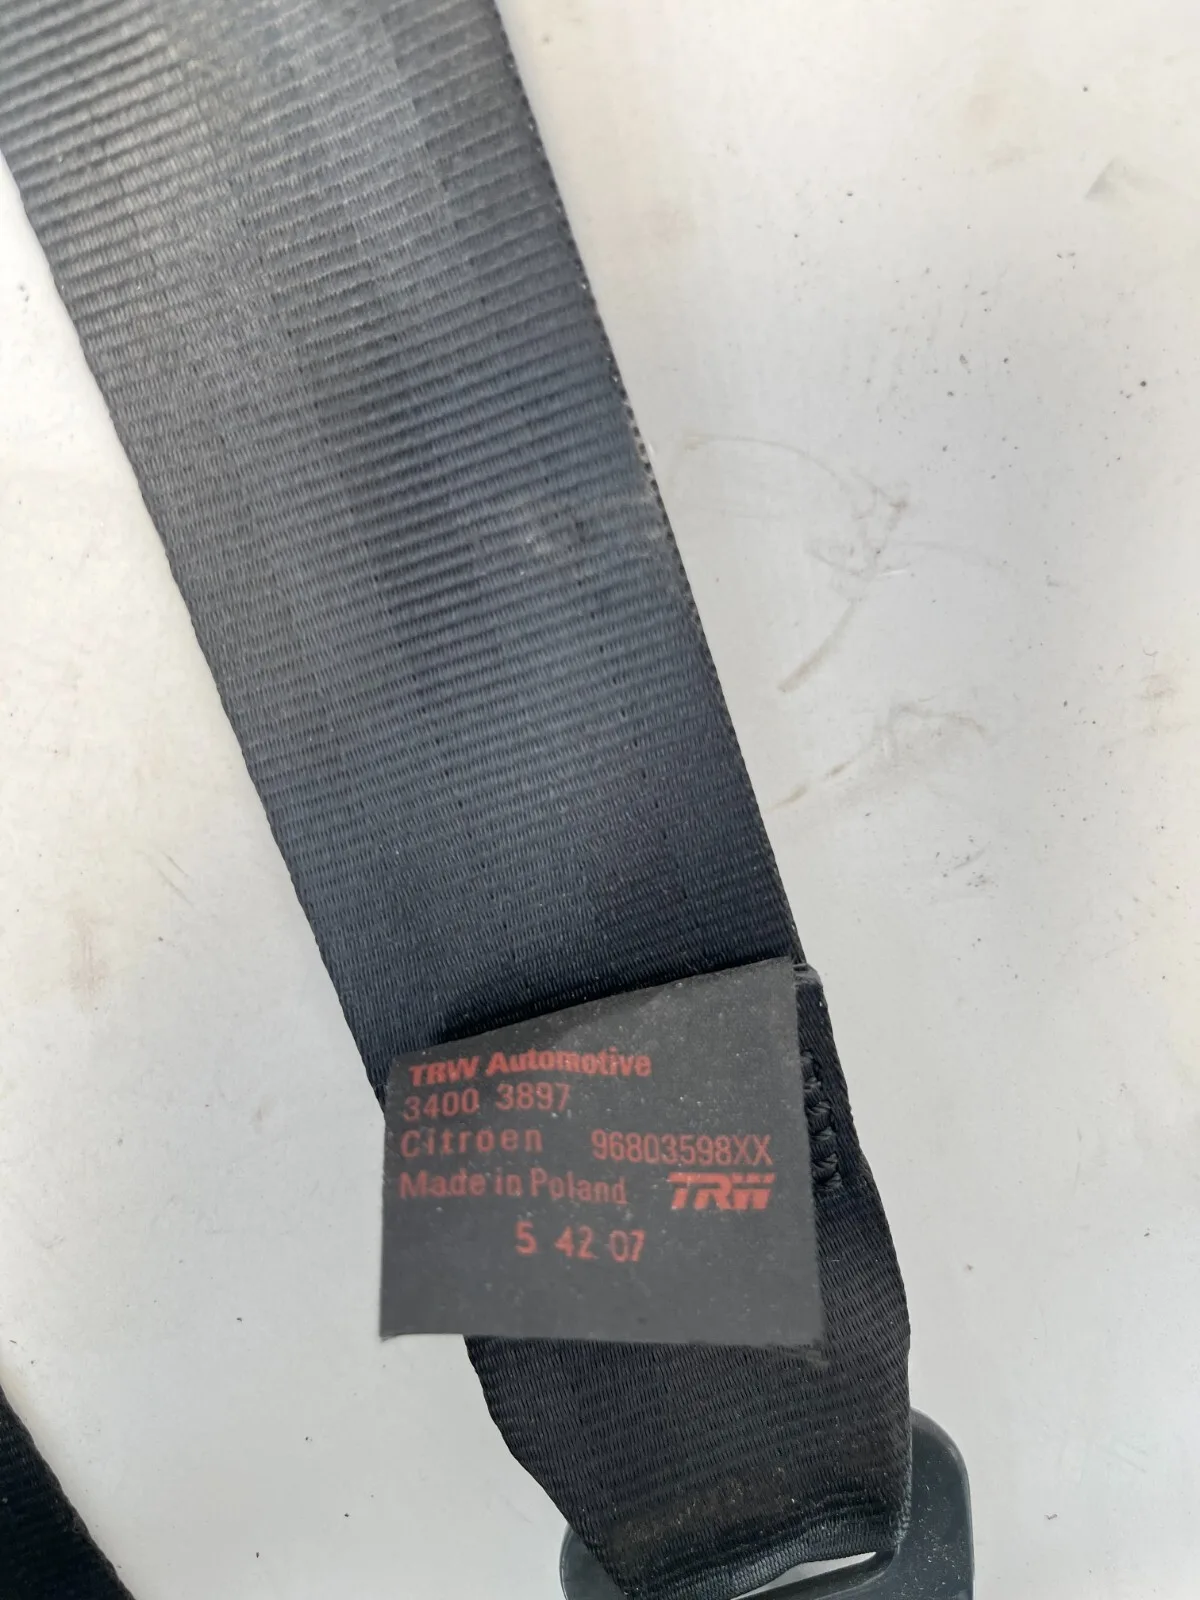 TRW Automotive
3400 3897
Citroen 96803598XX
Made in Poland TRW
5 42 07